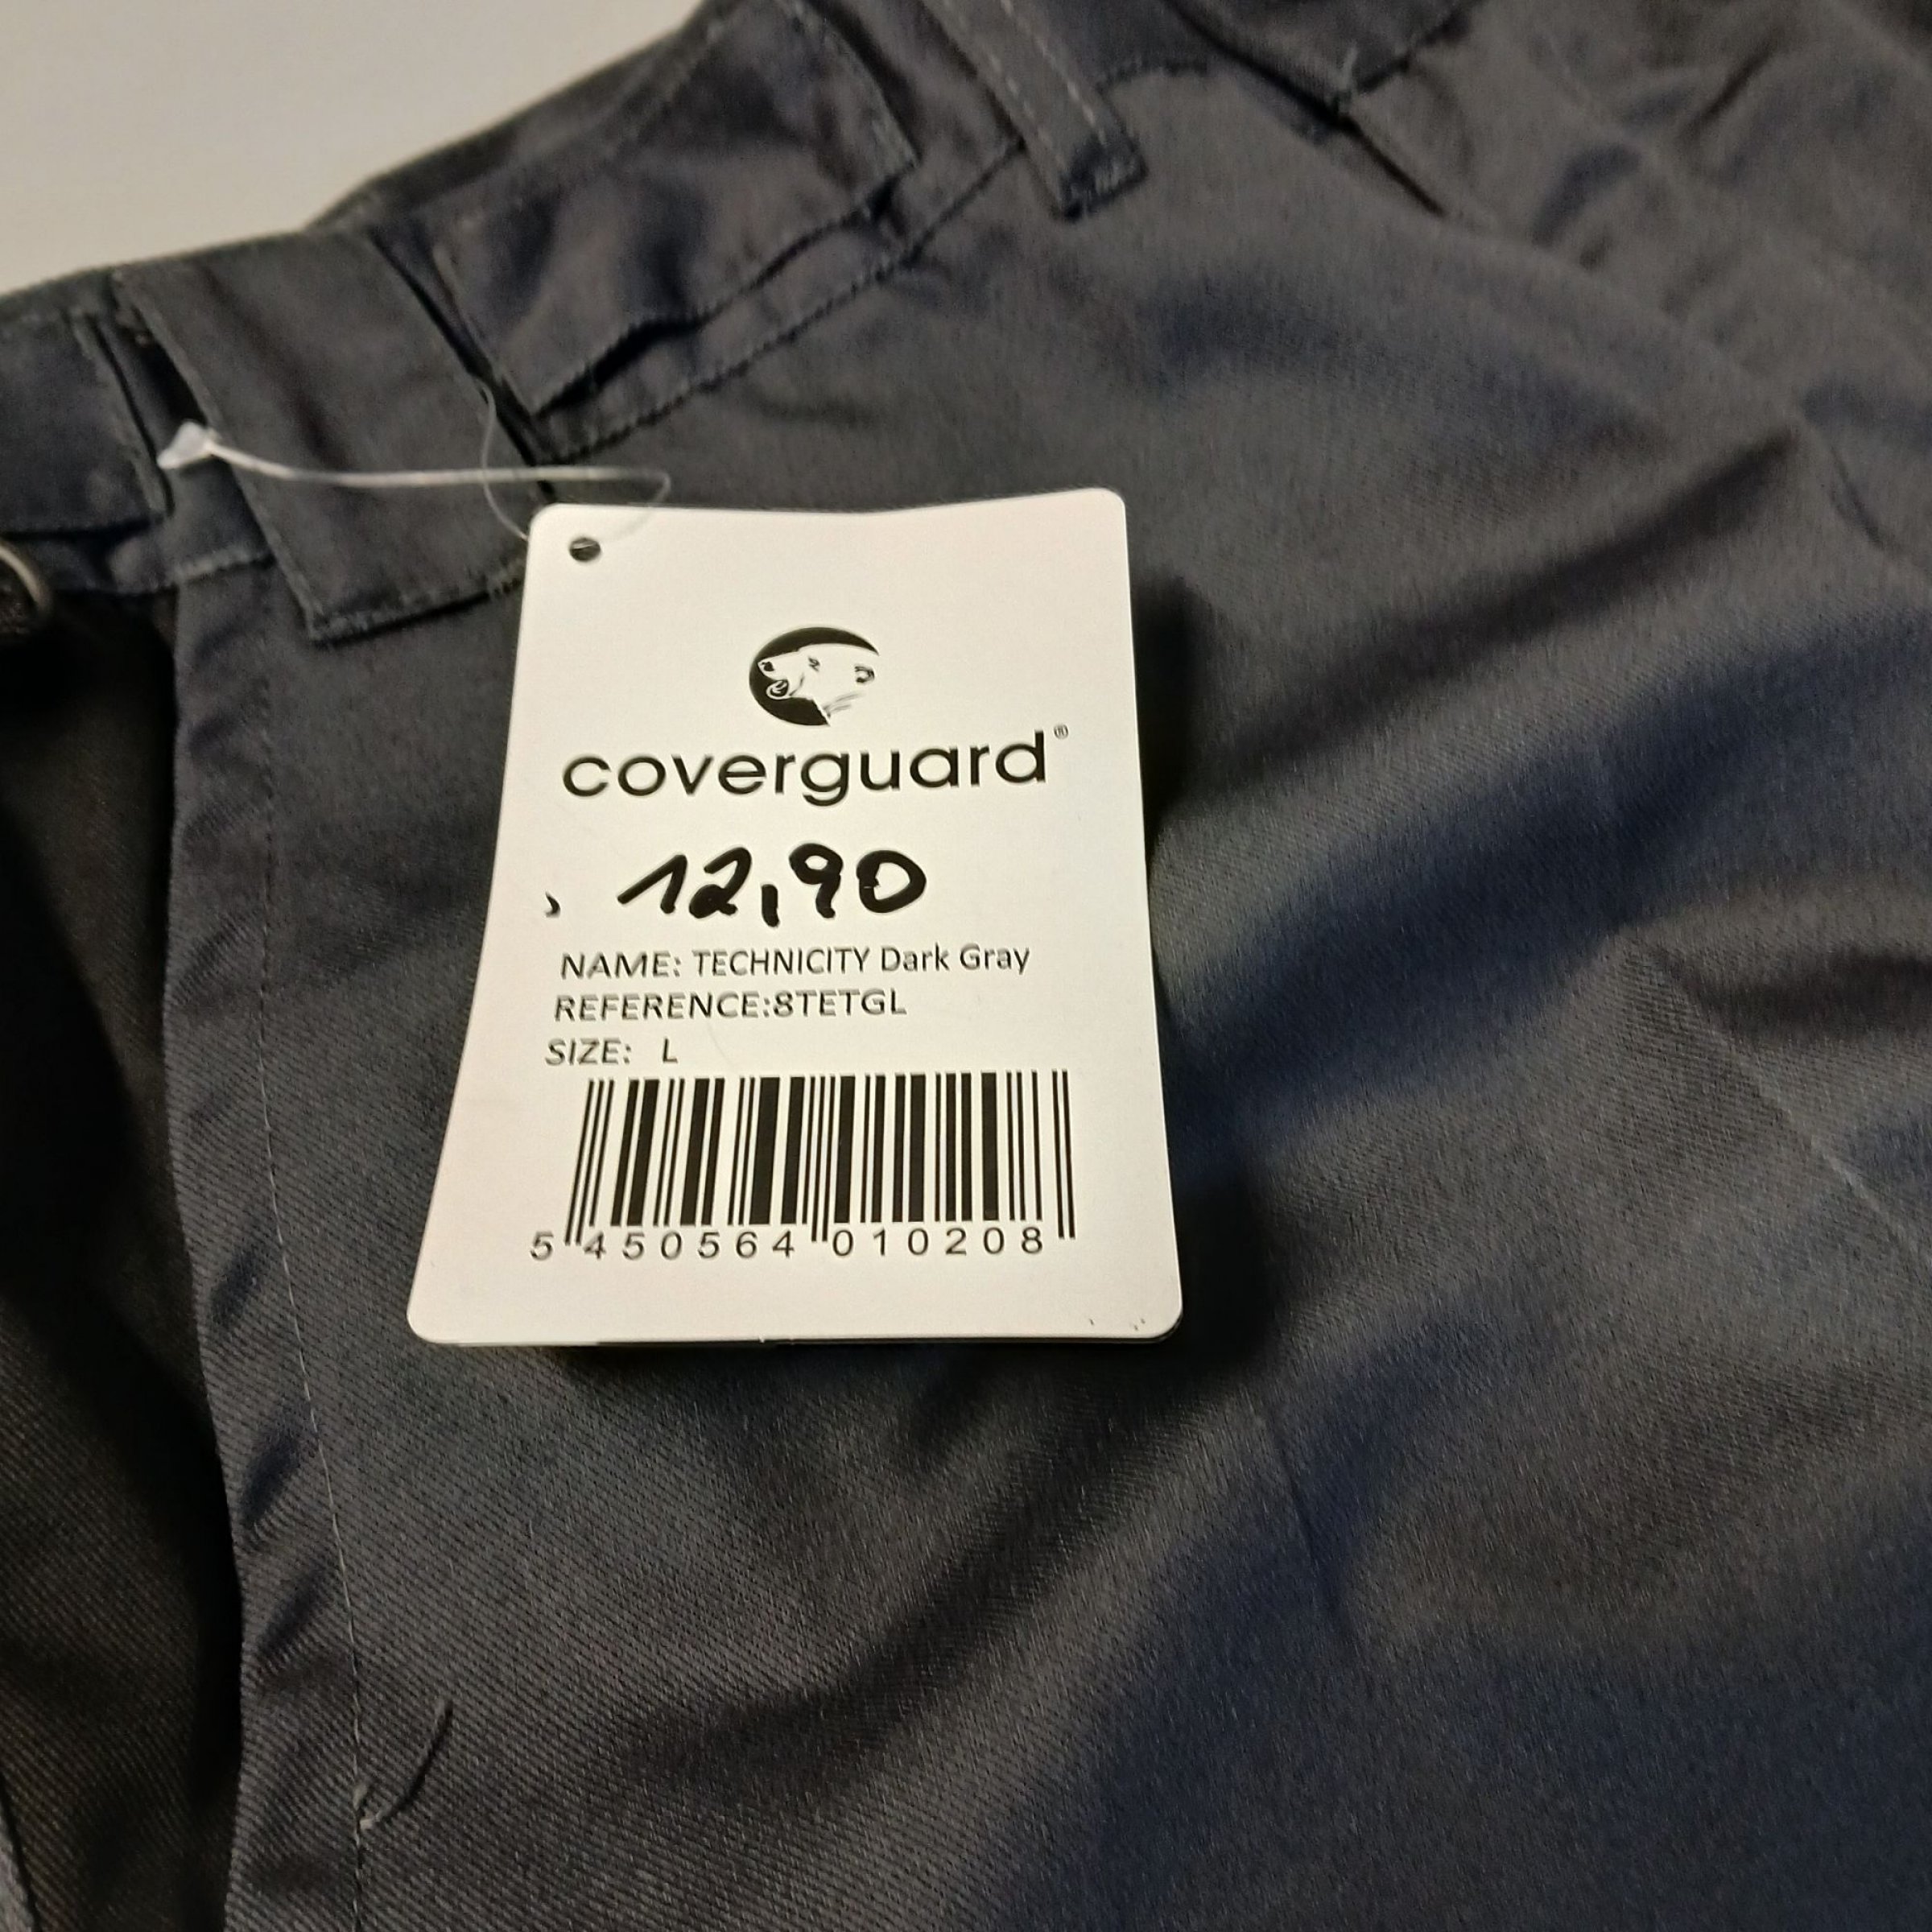 coverguard®
12,90
NAME: TECHNICITY Dark Gray
REFERENCE:8TETGL
SIZE: L
5 450564 010208